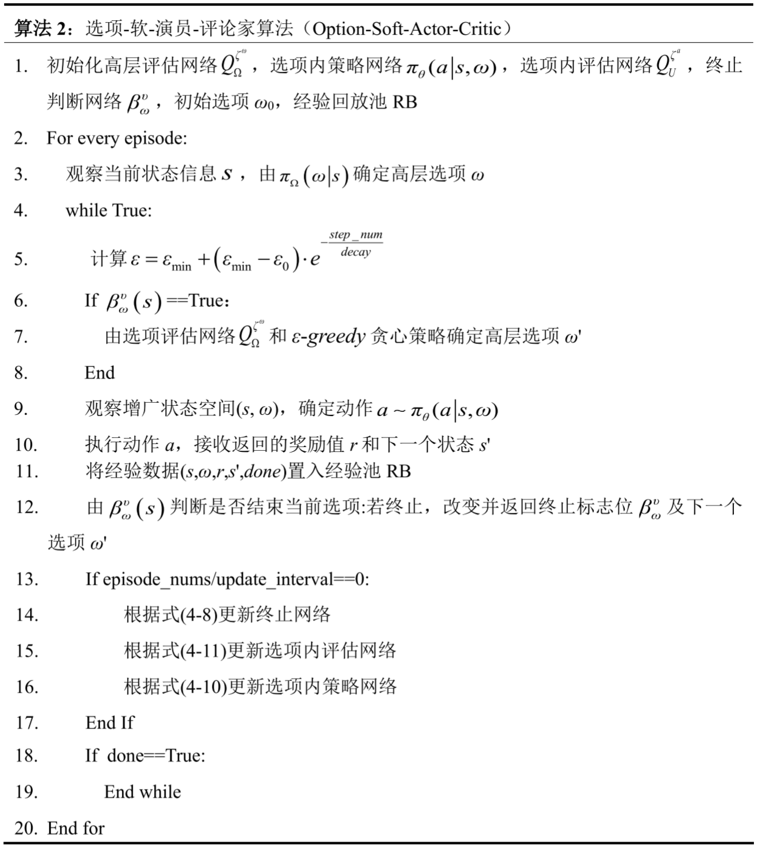 算法 2：选项-软-演员-评论家算法（Option-Soft-Actor-Critic）
1. 初始化高层评估网络 $Q_{\Omega}^{\zeta^{\omega}}$，选项内策略网络 $\pi_{\theta}(a|s,\omega)$，选项内评估网络 $Q_{U}^{\zeta^{a}}$，终止
判断网络 $\beta_{\omega}^{\upsilon}$，初始选项 ω₀，经验回放池 RB
2. For every episode:
3. 观察当前状态信息 s，由 $\pi_{\Omega}(\omega|s)$ 确定高层选项 ω
4. while True:
5. 计算 $\varepsilon = \varepsilon_{\min} + (\varepsilon_{\min} - \varepsilon_{0}) \cdot e^{-\frac{step\_num}{decay}}$
6. If $\beta_{\omega}^{\upsilon}(s)$ ==True：
7. 由选项评估网络 $Q_{\Omega}^{\zeta^{\omega}}$ 和 ε-greedy 贪心策略确定高层选项 ω'
8. End
9. 观察增广状态空间(s, ω)，确定动作 $a \sim \pi_{\theta}(a|s,\omega)$
10. 执行动作 a，接收返回的奖励值 r 和下一个状态 s'
11. 将经验数据(s,ω,r,s',done)置入经验池 RB
12. 由 $\beta_{\omega}^{\upsilon}(s)$ 判断是否结束当前选项:若终止，改变并返回终止标志位 $\beta_{\omega}^{\upsilon}$ 及下一个
选项 ω'
13. If episode_nums/update_interval==0:
14. 根据式(4-8)更新终止网络
15. 根据式(4-11)更新选项内评估网络
16. 根据式(4-10)更新选项内策略网络
17. End If
18. If done==True:
19. End while
20. End for